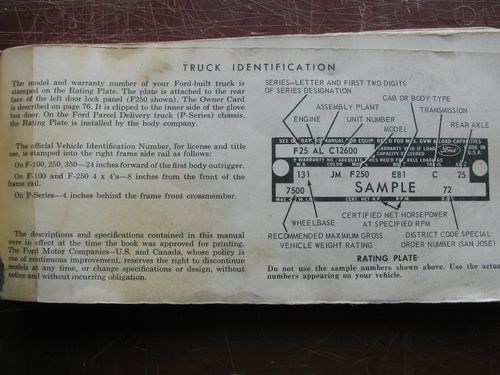 TRUCK IDENTIFICATION
The model and warranty number of your Ford-built truck is
stamped on the Rating Plate. The plate is attached to the rear
face of the left door lock panel (F250 shown). The Owner Card
is described on page 76. It is clipped to the inner side of the glove
box door. On the Ford Parcel Delivery truck (P-Series) chassis,
the Rating Plate is installed by the body company.
The official Vehicle Identification Number, for license and title
use, is stamped into the right frame side rail as follows:
On F-100, 250, 350—24 inches forward of the first body outrigger.
On F-100 and F-250 4 x 4's—8 inches from the front of the
frame rail.
On P-Series—4 inches behind the frame front crossmember.
The descriptions and specifications contained in this manual
were in effect at the time the book was approved for printing.
The Ford Motor Companies—U.S. and Canada, whose policy is
one of continuous improvement, reserves the right to discontinue
models at any time, or change specifications or design, without
notice and without incurring obligation.
SERIES—LETTER AND FIRST TWO DIGITS
OF SERIES DESIGNATION
CAB OR BODY TYPE
ASSEMBLY PLANT
TRANSMISSION
ENGINE
UNIT NUMBER
MODEL
REAR AXLE
F25 AL C12600
Ford
MADE IN
U.S.A.
131 JM F250 E81 C 25
7500 SAMPLE 72
WHEELBASE
CERTIFIED NET HORSEPOWER
AT SPECIFIED RPM
RECOMMENDED MAXIMUM GROSS
VEHICLE WEIGHT RATING
DISTRICT CODE SPECIAL
ORDER NUMBER (SAN JOSE)
RATING PLATE
Do not use the sample numbers shown above. Use the
numbers appearing on your vehicle.